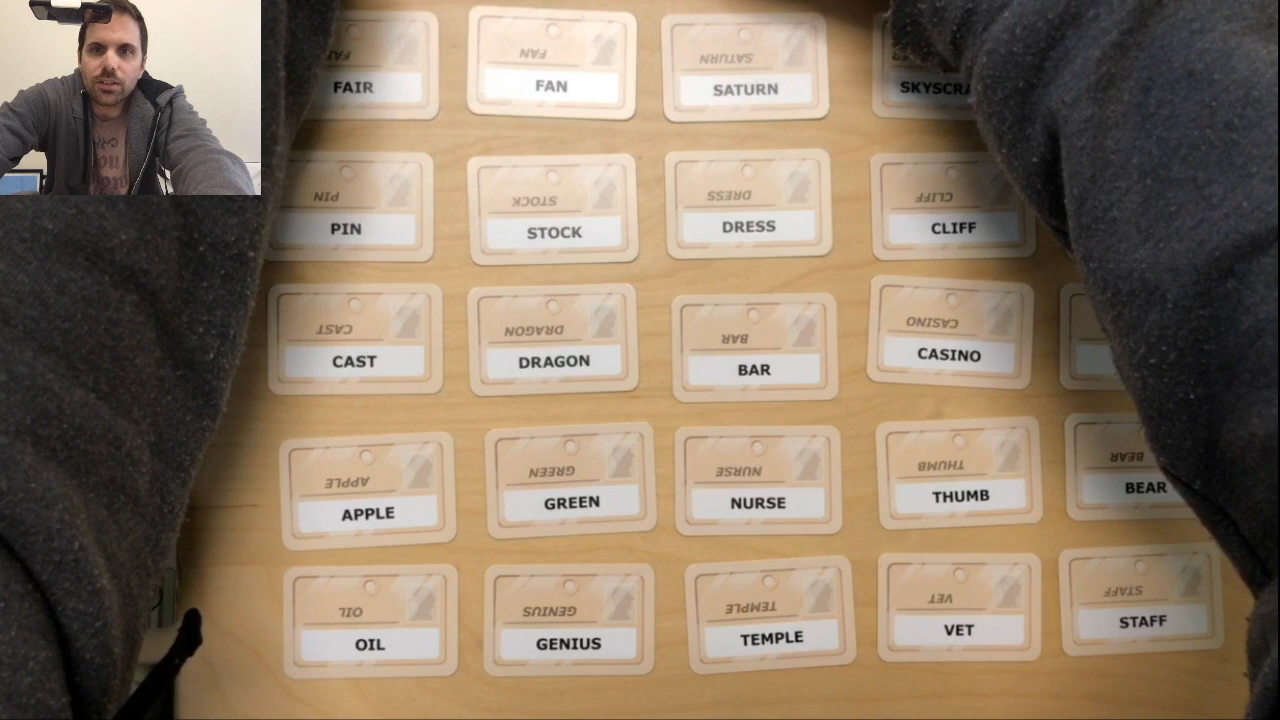 FAIR
FAN
FAN
SATURN
SATURN
SKYSCRA
PIN
PIN
STOCK
STOCK
DRESS
DRESS
CLIFF
CLIFF
CAST
CAST
DRAGON
DRAGON
BAR
BAR
CASINO
CASINO
APPLE
APPLE
GREEN
GREEN
NURSE
NURSE
THUMB
THUMB
BEAR
BEAR
OIL
OIL
GENIUS
GENIUS
TEMPLE
TEMPLE
VET
VET
STAFF
STAFF